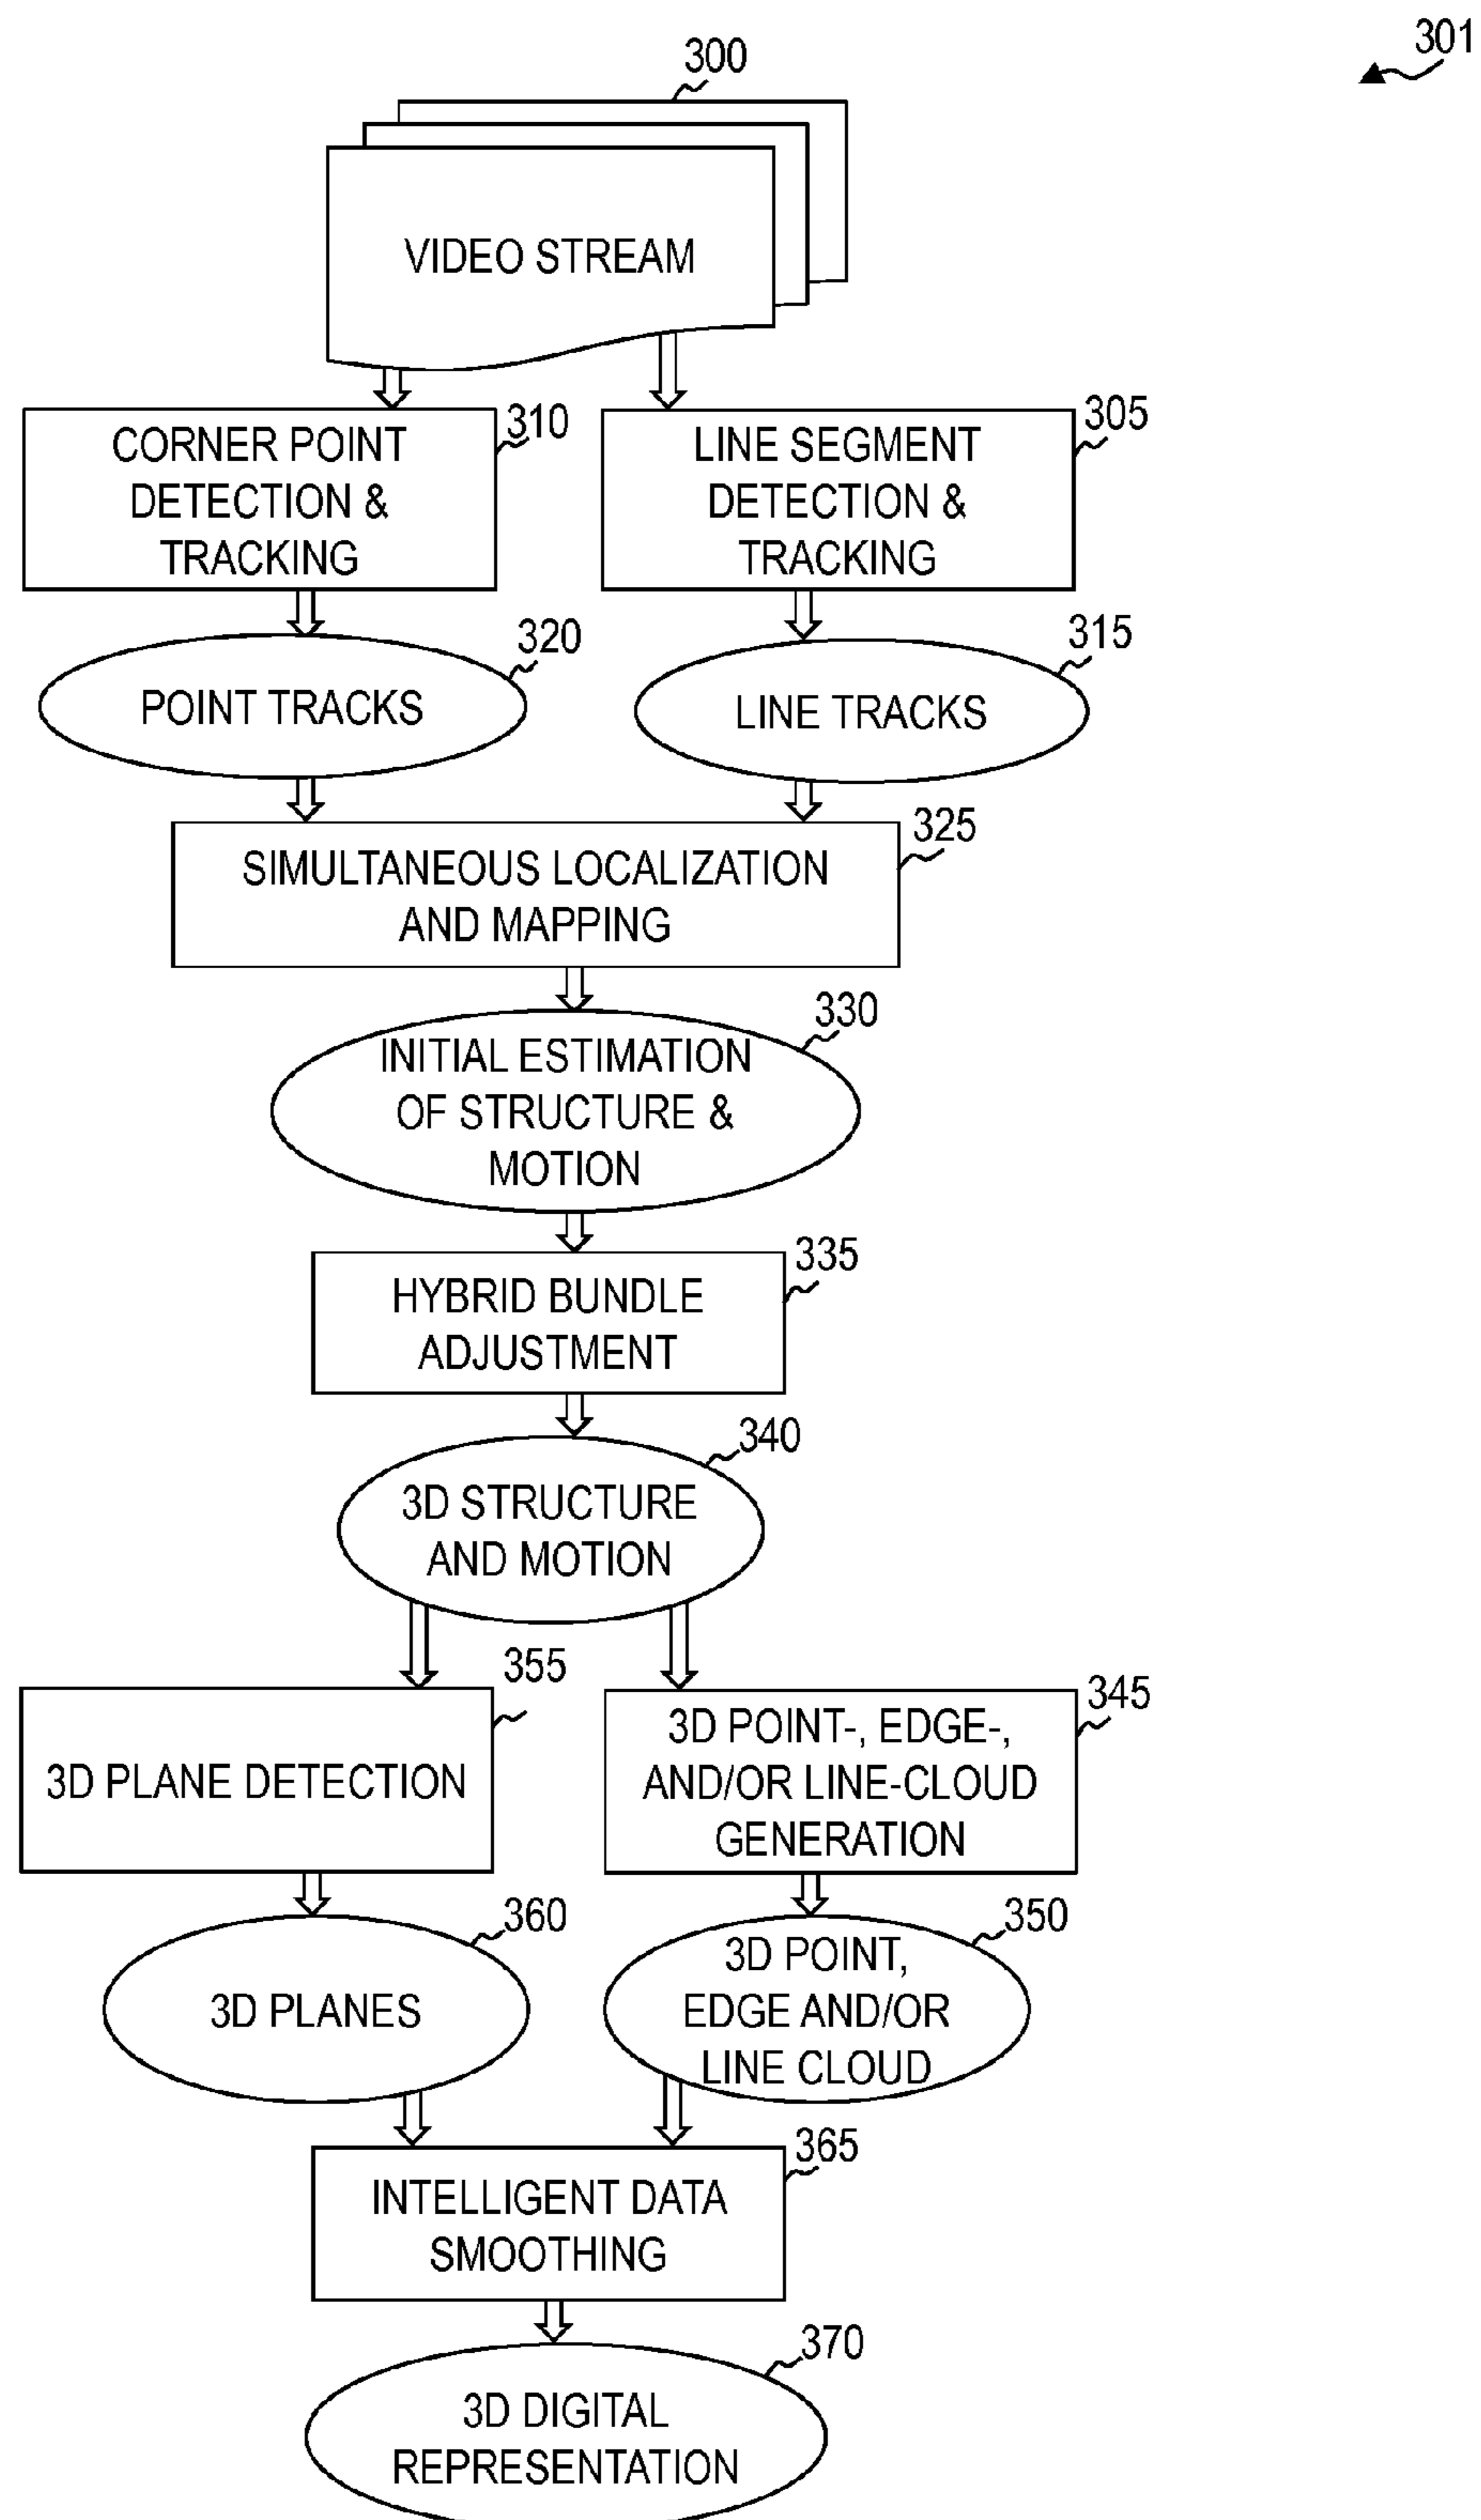 301
300
VIDEO STREAM
310
CORNER POINT
DETECTION &
TRACKING
305
LINE SEGMENT
DETECTION &
TRACKING
320
POINT TRACKS
315
LINE TRACKS
325
SIMULTANEOUS LOCALIZATION
AND MAPPING
330
INITIAL ESTIMATION
OF STRUCTURE &
MOTION
335
HYBRID BUNDLE
ADJUSTMENT
340
3D STRUCTURE
AND MOTION
355
3D PLANE DETECTION
345
3D POINT-, EDGE-,
AND/OR LINE-CLOUD
GENERATION
360
3D PLANES
350
3D POINT,
EDGE AND/OR
LINE CLOUD
365
INTELLIGENT DATA
SMOOTHING
370
3D DIGITAL
REPRESENTATION